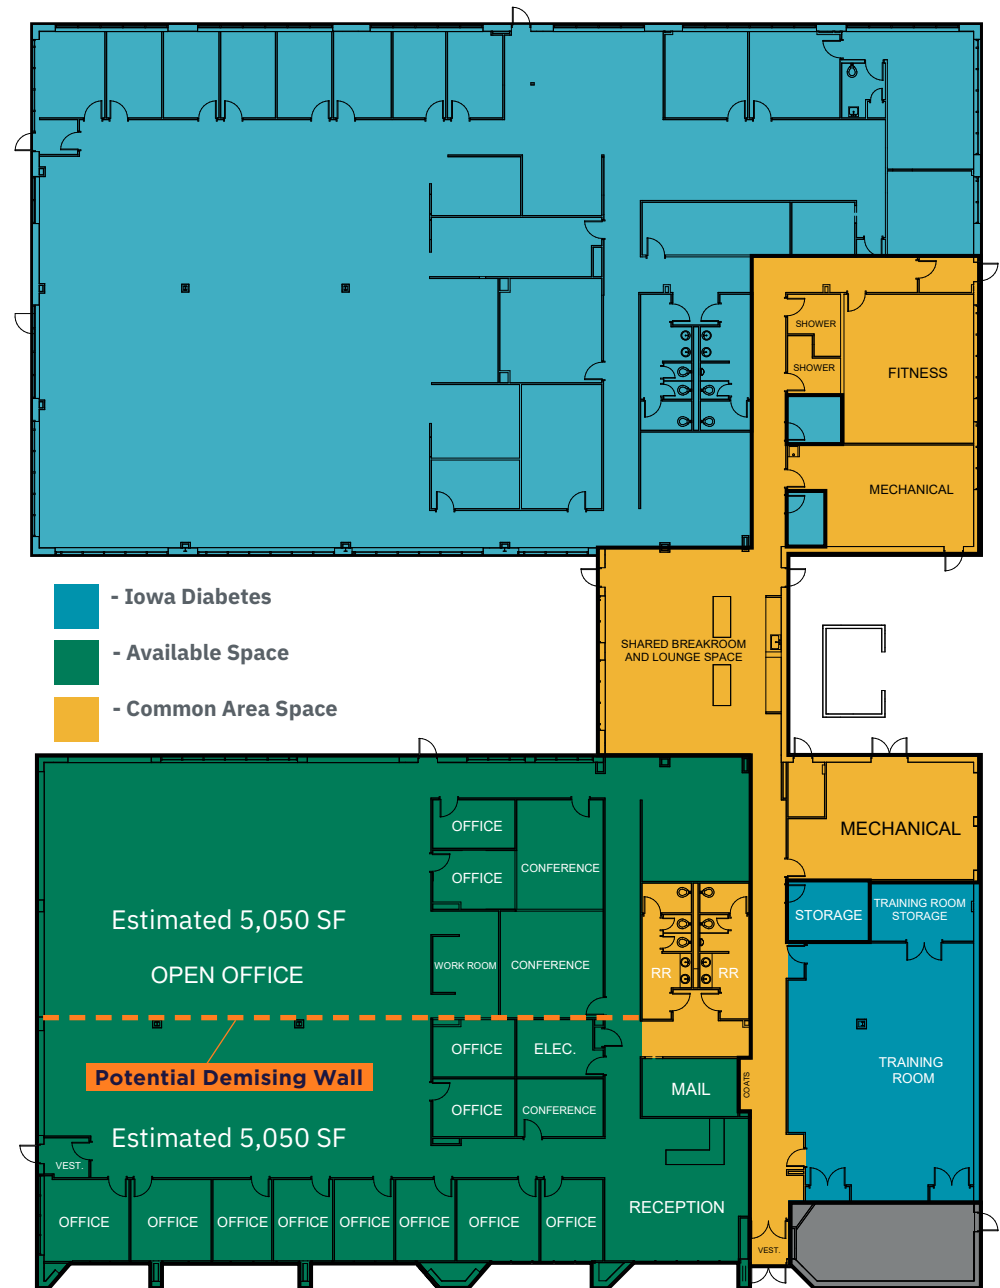 SHOWER
SHOWER
FITNESS
MECHANICAL
- Iowa Diabetes
- Available Space
- Common Area Space
SHARED BREAKROOM
AND LOUNGE SPACE
OFFICE
OFFICE
CONFERENCE
MECHANICAL
Estimated 5,050 SF
OPEN OFFICE
WORK ROOM
CONFERENCE
RR
RR
STORAGE
TRAINING ROOM
STORAGE
Potential Demising Wall
OFFICE
ELEC.
OFFICE
CONFERENCE
MAIL
COATS
TRAINING
ROOM
Estimated 5,050 SF
VEST.
OFFICE
OFFICE
OFFICE
OFFICE
OFFICE
OFFICE
OFFICE
OFFICE
RECEPTION
VEST.